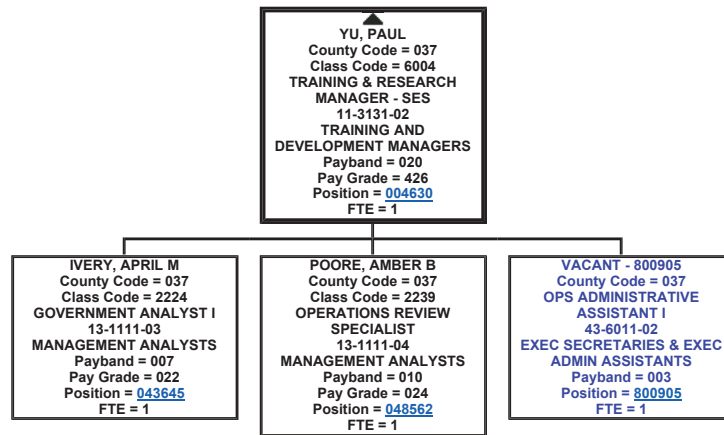 YU, PAUL
County Code = 037
Class Code = 6004
TRAINING & RESEARCH
MANAGER - SES
11-3131-02
TRAINING AND
DEVELOPMENT MANAGERS
Payband = 020
Pay Grade = 426
Position = 004630
FTE = 1
IVERY, APRIL M
County Code = 037
Class Code = 2224
GOVERNMENT ANALYST I
13-1111-03
MANAGEMENT ANALYSTS
Payband = 007
Pay Grade = 022
Position = 043645
FTE = 1
POORE, AMBER B
County Code = 037
Class Code = 2239
OPERATIONS REVIEW
SPECIALIST
13-1111-04
MANAGEMENT ANALYSTS
Payband = 010
Pay Grade = 024
Position = 048562
FTE = 1
VACANT - 800905
County Code = 037
OPS ADMINISTRATIVE
ASSISTANT I
43-6011-02
EXEC SECRETARIES & EXEC
ADMIN ASSISTANTS
Payband = 003
Position = 800905
FTE = 1